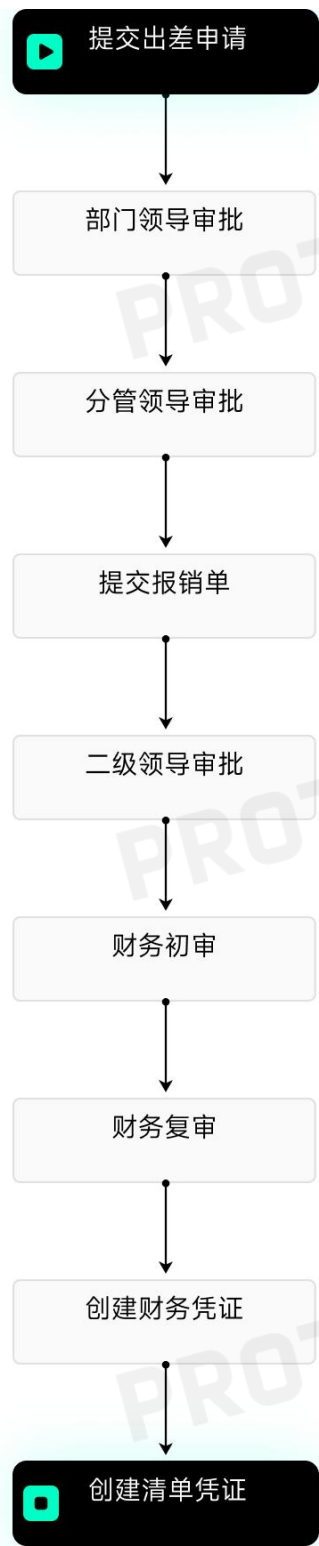 提交出差申请
部门领导审批
分管领导审批
提交报销单
二级领导审批
财务初审
财务复审
创建财务凭证
创建清单凭证